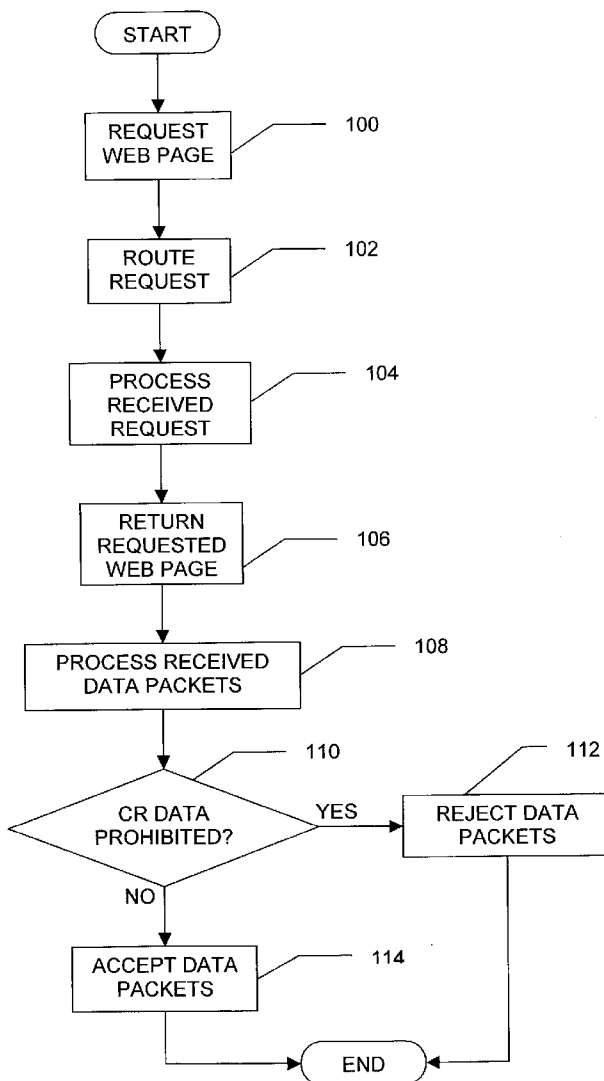 START
REQUEST
WEB PAGE
100
ROUTE
REQUEST
102
PROCESS
RECEIVED
REQUEST
104
RETURN
REQUESTED
WEB PAGE
106
PROCESS RECEIVED
DATA PACKETS
108
110
CR DATA
PROHIBITED?
YES
112
REJECT DATA
PACKETS
NO
ACCEPT DATA
PACKETS
114
END